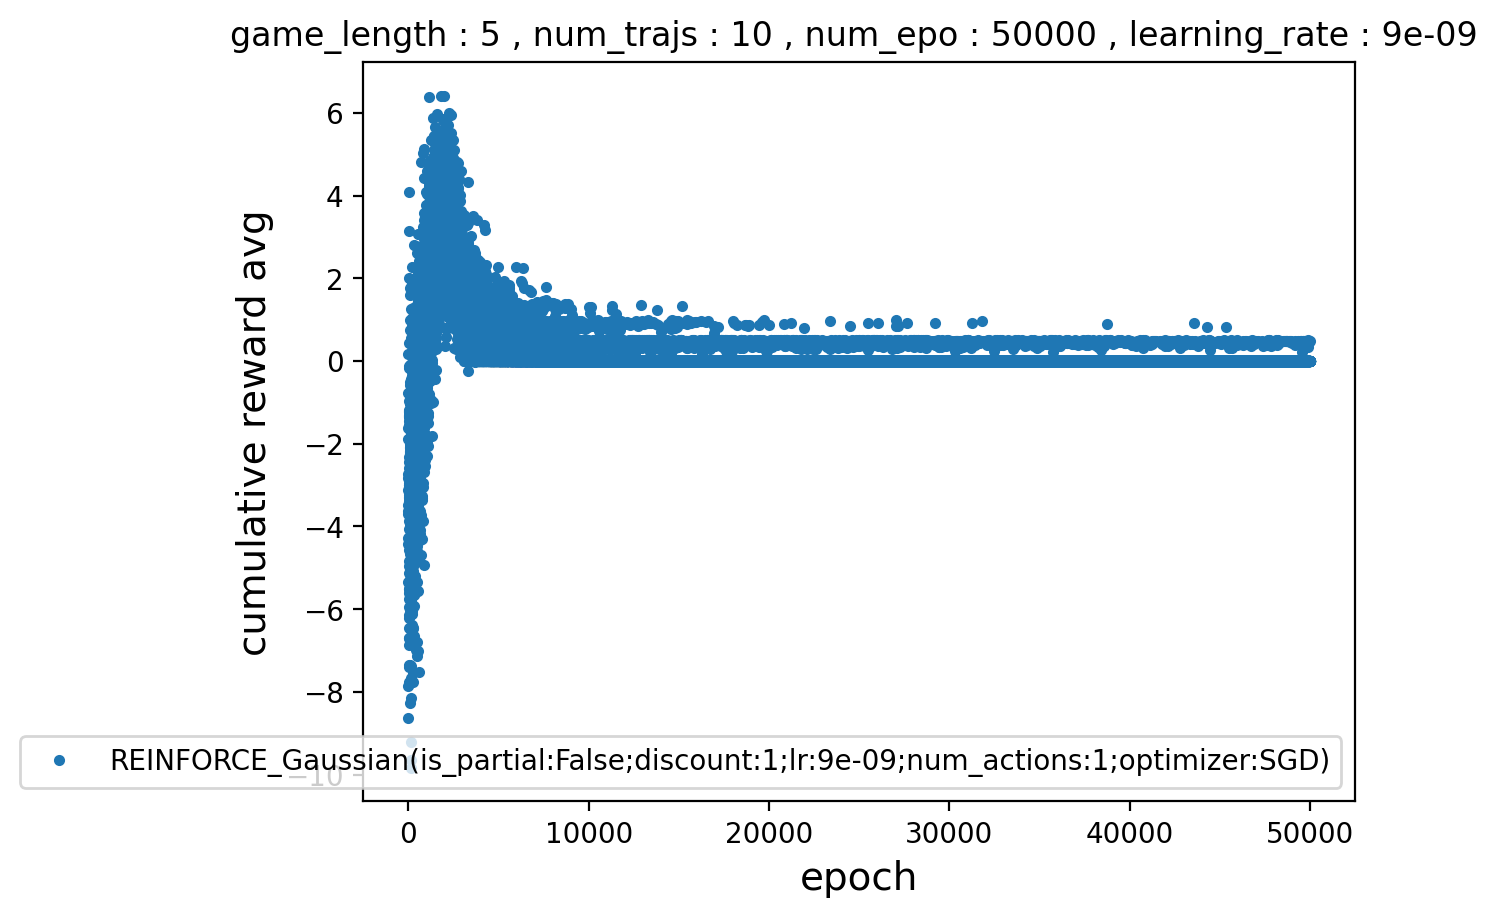 game_length : 5 , num_trajs : 10 , num_epo : 50000 , learning_rate : 9e-09
cumulative reward avg
6
4
2
0
−2
−4
−6
−8
−10
REINFORCE_Gaussian(is_partial:False;discount:1;lr:9e-09;num_actions:1;optimizer:SGD)
0 10000 20000 30000 40000 50000
epoch